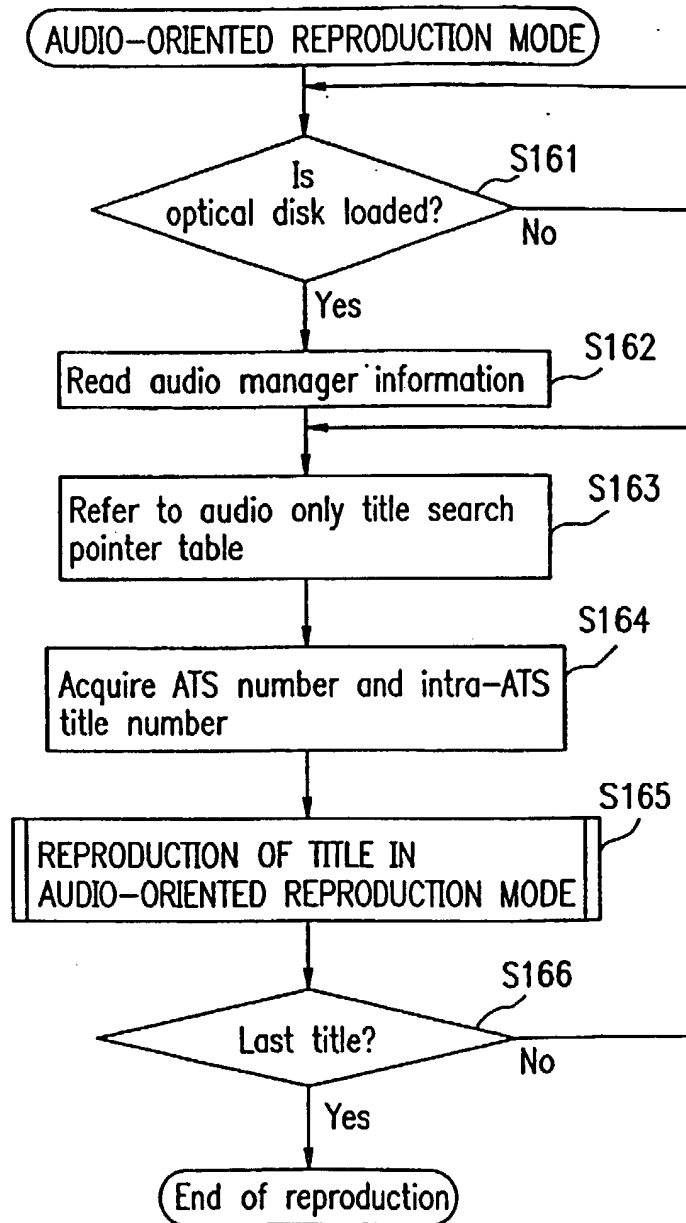 AUDIO-ORIENTED REPRODUCTION MODE
S161
Is
optical disk loaded?
No
Yes
S162
Read audio manager information
S163
Refer to audio only title search
pointer table
S164
Acquire ATS number and intra-ATS
title number
S165
REPRODUCTION OF TITLE IN
AUDIO-ORIENTED REPRODUCTION MODE
S166
Last title?
No
Yes
End of reproduction